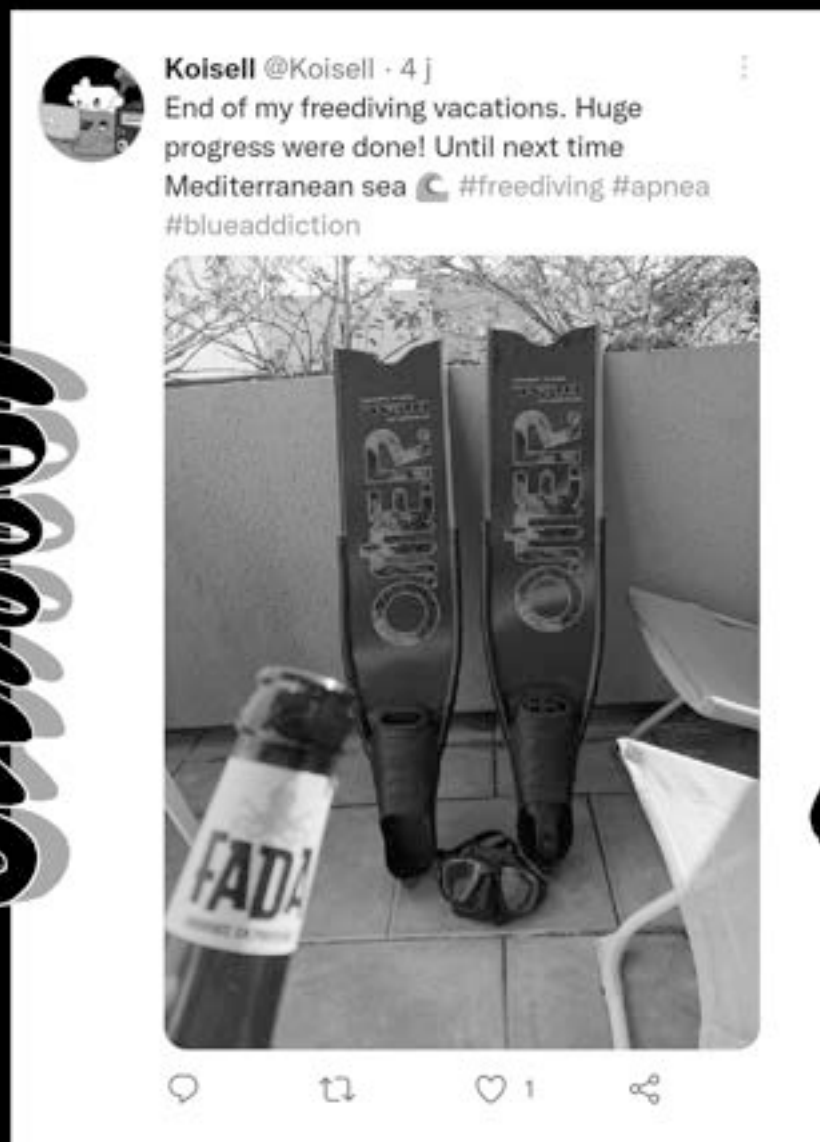 Koisell @Koisell · 4 j
End of my freediving vacations. Huge
progress were done! Until next time
Mediterranean sea 🌊 #freediving #apnea
#blueaddiction
OMER
OMER
FADA
1